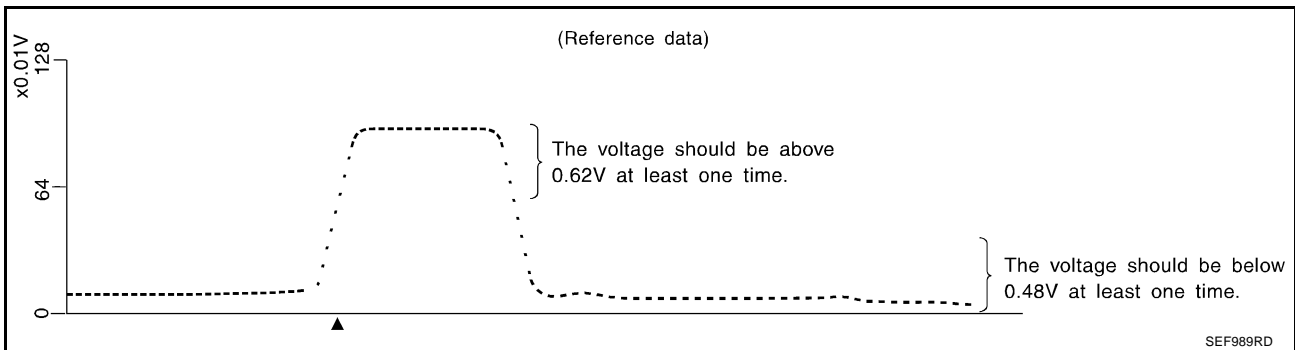 (Reference data)
x0.01V
128
64
0
The voltage should be above
0.62V at least one time.
The voltage should be below
0.48V at least one time.
SEF989RD